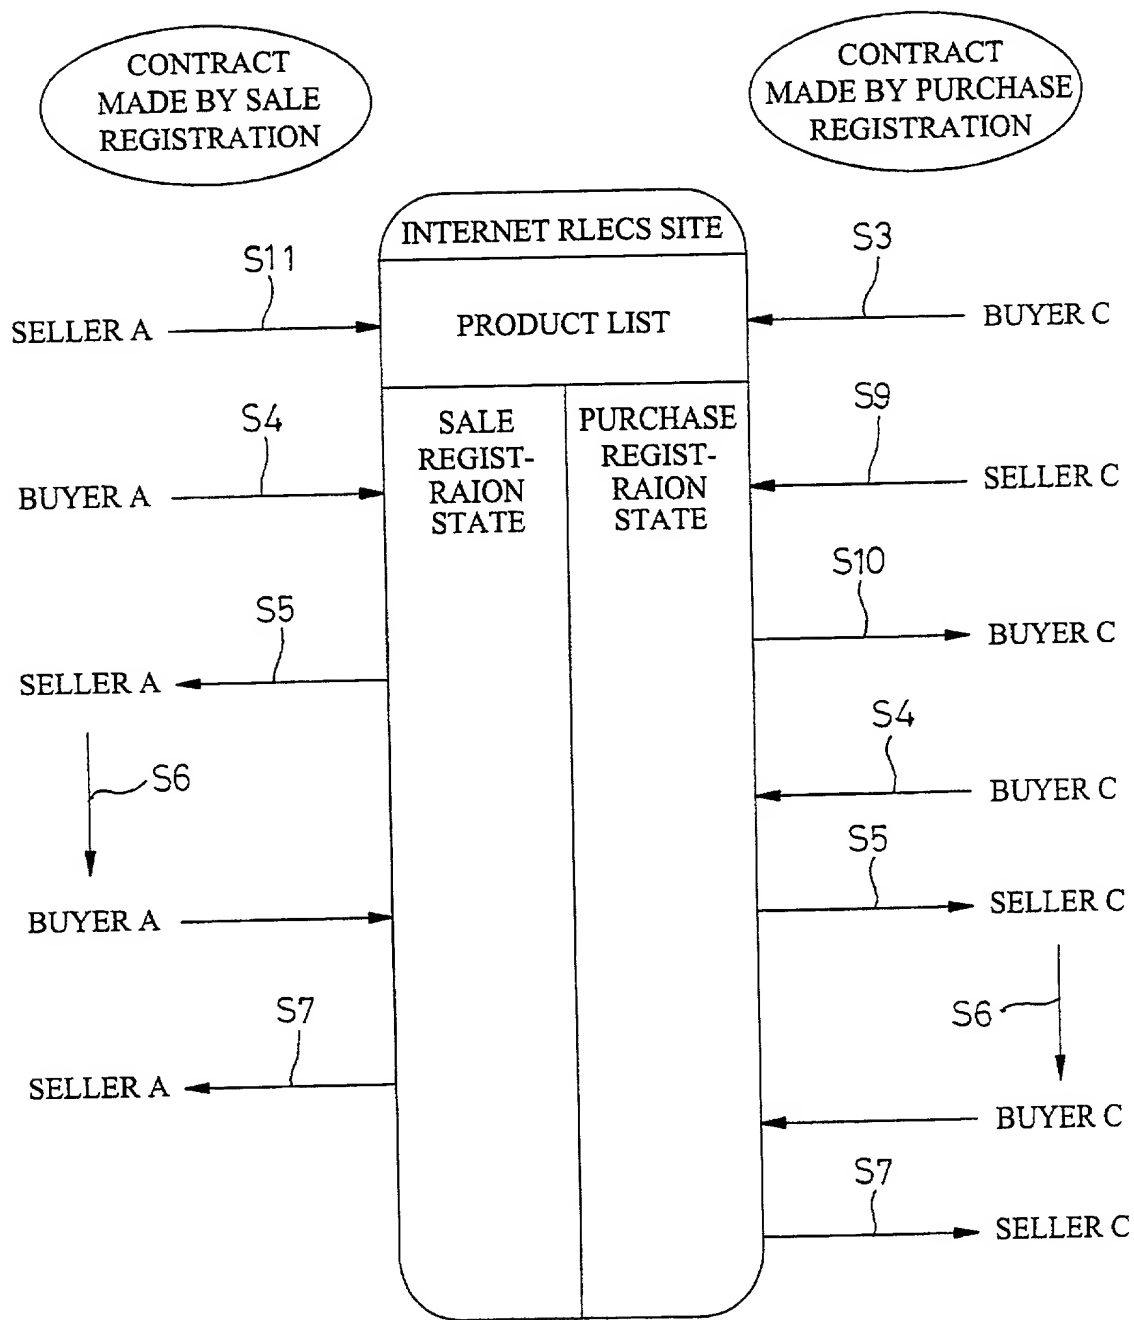 CONTRACT
MADE BY SALE
REGISTRATION
CONTRACT
MADE BY PURCHASE
REGISTRATION
INTERNET RLECS SITE
S11
S3
SELLER A
PRODUCT LIST
BUYER C
S4
SALE
REGIST-
RAION
STATE
PURCHASE
REGIST-
RAION
STATE
S9
BUYER A
SELLER C
S10
S5
BUYER C
SELLER A
S4
S6
BUYER C
S5
BUYER A
SELLER C
S7
S6
SELLER A
BUYER C
S7
SELLER C